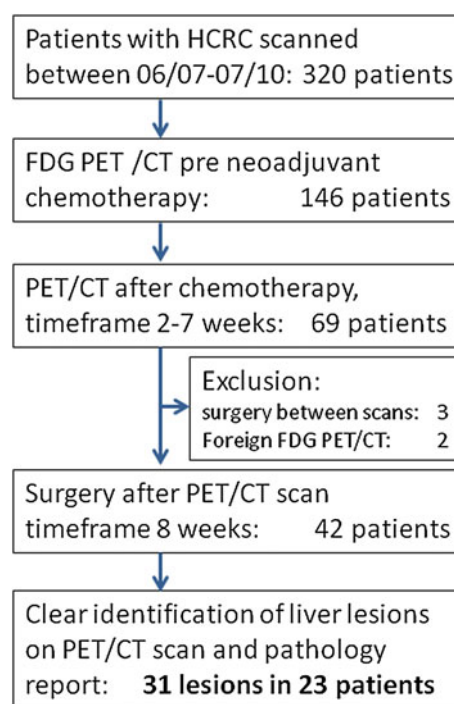 Patients with HCRC scanned
between 06/07-07/10: 320 patients
FDG PET /CT pre neoadjuvant
chemotherapy: 146 patients
PET/CT after chemotherapy,
timeframe 2-7 weeks: 69 patients
Exclusion:
surgery between scans: 3
Foreign FDG PET/CT: 2
Surgery after PET/CT scan
timeframe 8 weeks: 42 patients
Clear identification of liver lesions
on PET/CT scan and pathology
report: 31 lesions in 23 patients